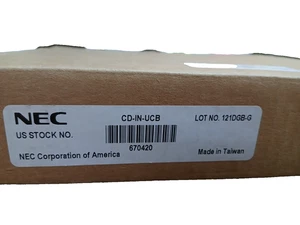 NEC CD-IN-UCB LOT NO. 121DGB-G
US STOCK NO.
670420
NEC Corporation of America Made in Taiwan